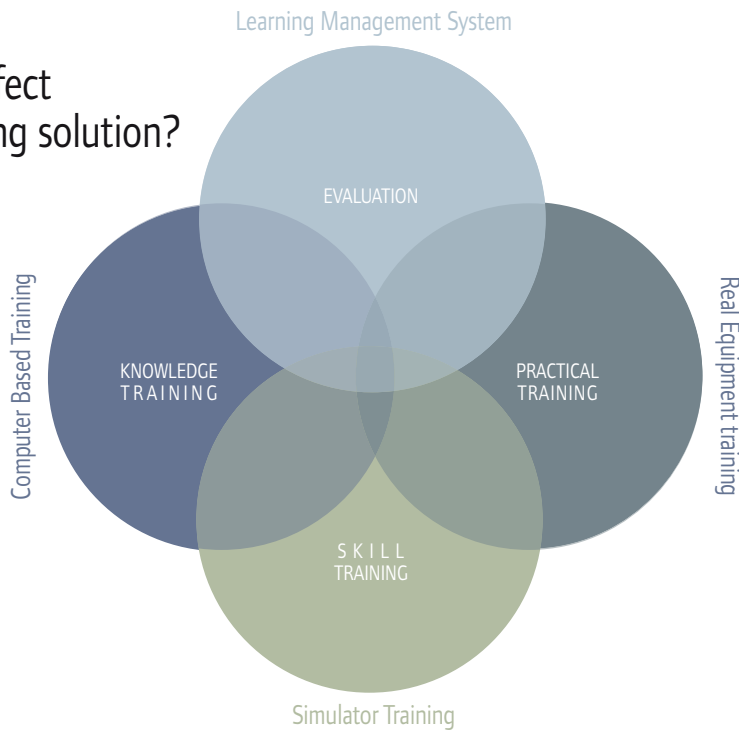 Learning Management System
fect
ng solution?
EVALUATION
Computer Based Training
KNOWLEDGE
TRAINING
PRACTICAL
TRAINING
Real Equipment training
SKILL
TRAINING
Simulator Training